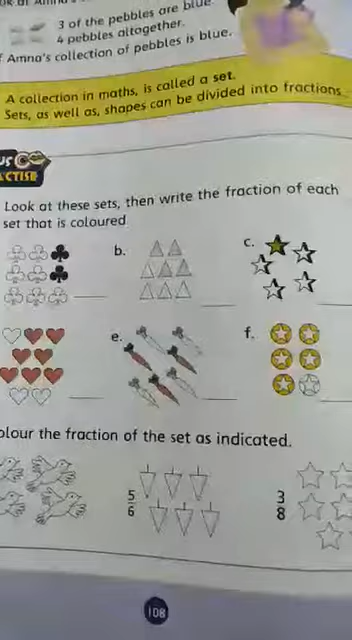 3 of the pebbles are blue.
4 pebbles altogether.
Amna's collection of pebbles is blue.
A collection in maths, is called a set.
Sets, as well as, shapes can be divided into fractions
Look at these sets, then write the fraction of each
set that is coloured
b.
c.
e.
f.
olour the fraction of the set as indicated.
5
6
3
8
108